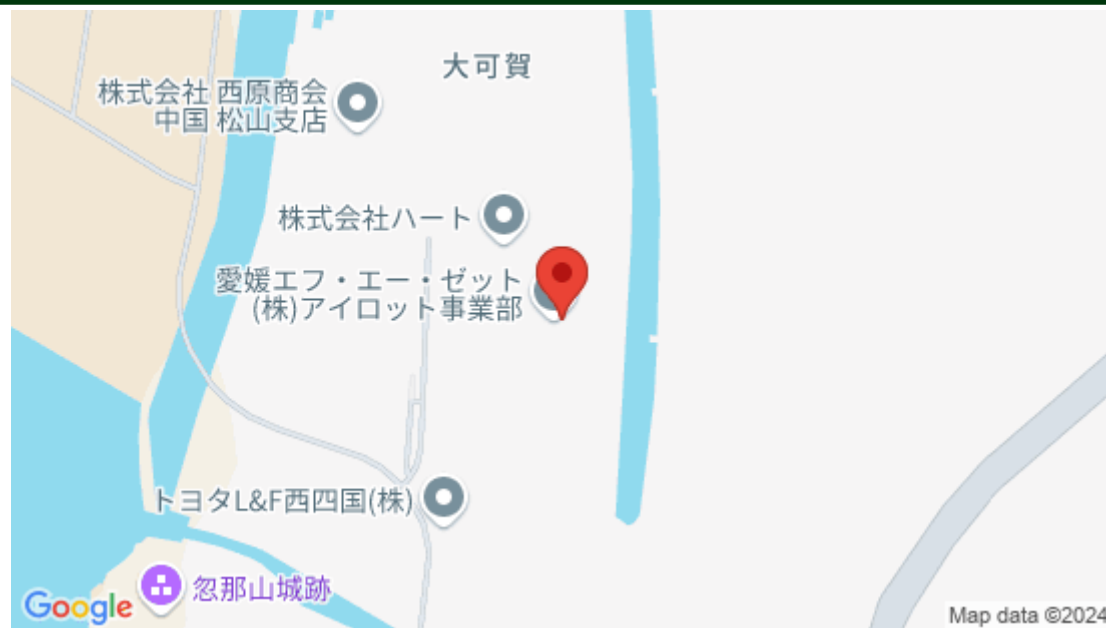 大可賀
株式会社 西原商会
中国 松山支店
株式会社ハート
愛媛エフ・エー・ゼット
(株)アイロット事業部
トヨタL&F西四国(株)
忽那山城跡
Google
Map data ©2024